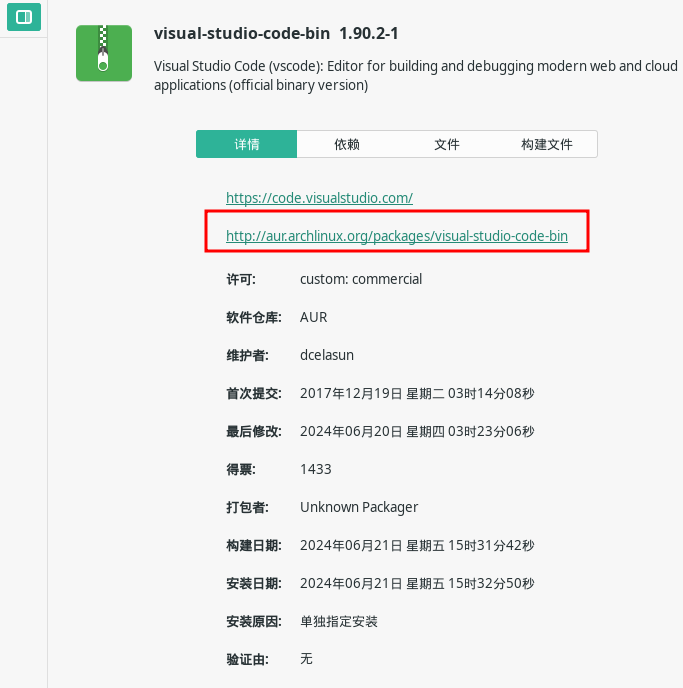 visual-studio-code-bin 1.90.2-1
Visual Studio Code (vscode): Editor for building and debugging modern web and cloud
applications (official binary version)
详情 依赖 文件 构建文件
https://code.visualstudio.com/
http://aur.archlinux.org/packages/visual-studio-code-bin
许可: custom: commercial
软件仓库: AUR
维护者: dcelasun
首次提交: 2017年12月19日 星期二 03时14分08秒
最后修改: 2024年06月20日 星期四 03时23分06秒
得票: 1433
打包者: Unknown Packager
构建日期: 2024年06月21日 星期五 15时31分42秒
安装日期: 2024年06月21日 星期五 15时32分50秒
安装原因: 单独指定安装
验证由: 无